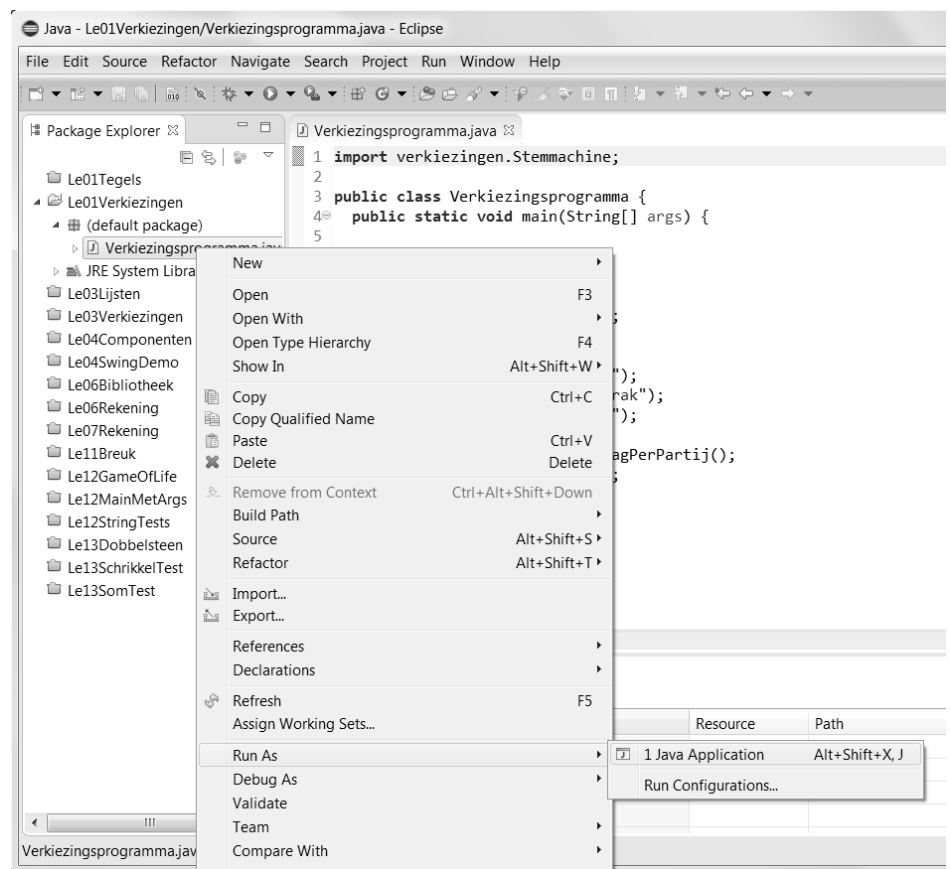 Java - Le01Verkiezingen/Verkiezingsprogramma.java - Eclipse
File Edit Source Refactor Navigate Search Project Run Window Help
Package Explorer
Verkiezingsprogramma.java
Le01Tegels
Le01Verkiezingen
(default package)
Verkiezingsprogramma.jav
JRE System Libra
Le03Lijsten
Le03Verkiezingen
Le04Componenten
Le04SwingDemo
Le06Bibliotheek
Le06Rekening
Le07Rekening
Le11Breuk
Le12GameOfLife
Le12MainMetArgs
Le12StringTests
Le13Dobbelsteen
Le13SchrikkelTest
Le13SomTest
1 import verkiezingen.Stemmachine;
2
3 public class Verkiezingsprogramma {
4 public static void main(String[] args) {
5
;
");
rak");
");
agPerPartij();
;
New
Open F3
Open With
Open Type Hierarchy F4
Show In Alt+Shift+W
Copy Ctrl+C
Copy Qualified Name
Paste Ctrl+V
Delete Delete
Remove from Context Ctrl+Alt+Shift+Down
Build Path
Source Alt+Shift+S
Refactor Alt+Shift+T
Import...
Export...
References
Declarations
Refresh F5
Assign Working Sets...
Run As
Debug As
Validate
Team
Compare With
Resource Path
1 Java Application Alt+Shift+X, J
Run Configurations...
Verkiezingsprogramma.jav